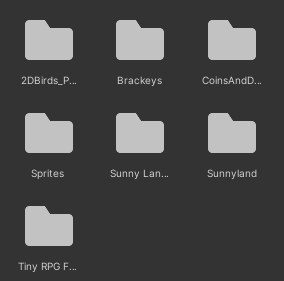 2DBirds_P...
Brackeys
CoinsAndD...
Sprites
Sunny Lan...
Sunnyland
Tiny RPG F...